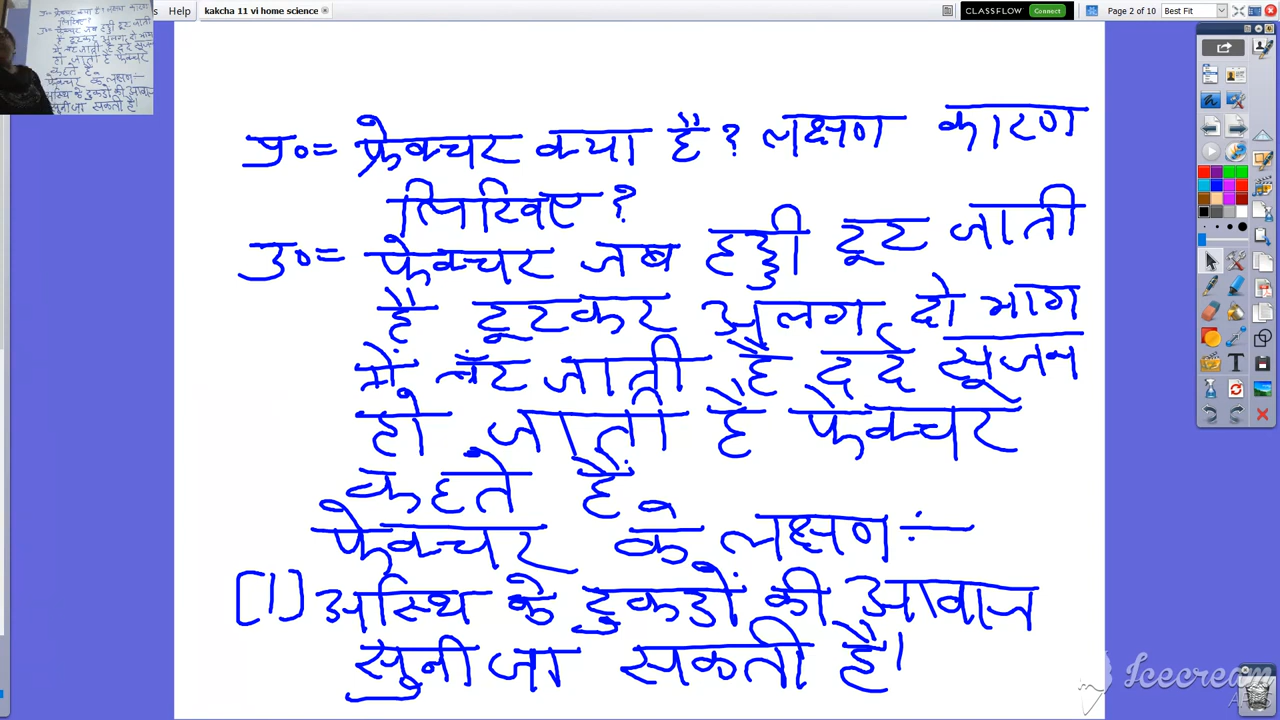 Help
kakcha 11 vi home science
CLASSFLOW Connect
Page 2 of 10
Best Fit
प्र०= फ्रेक्चर क्या है? लक्षण कारण
लिखिए?
उ०= फ्रेक्चर जब हड्डी टूट जाती
है टूटकर अलग दो भाग
में बँट जाती है दर्द सूजन
हो जाती है फ्रेक्चर
कहते हैं
फ्रेक्चर के लक्षण:-
[1] अस्थि के टुकडों की आवाज
सुनी जा सकती है।
Icecream
APPS